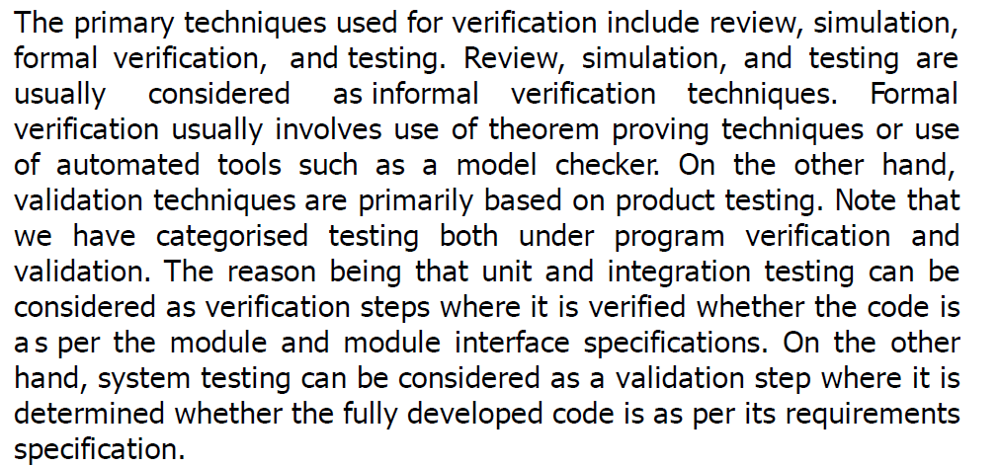 The primary techniques used for verification include review, simulation,
formal verification, and testing. Review, simulation, and testing are
usually considered as informal verification techniques. Formal
verification usually involves use of theorem proving techniques or use
of automated tools such as a model checker. On the other hand,
validation techniques are primarily based on product testing. Note that
we have categorised testing both under program verification and
validation. The reason being that unit and integration testing can be
considered as verification steps where it is verified whether the code is
as per the module and module interface specifications. On the other
hand, system testing can be considered as a validation step where it is
determined whether the fully developed code is as per its requirements
specification.